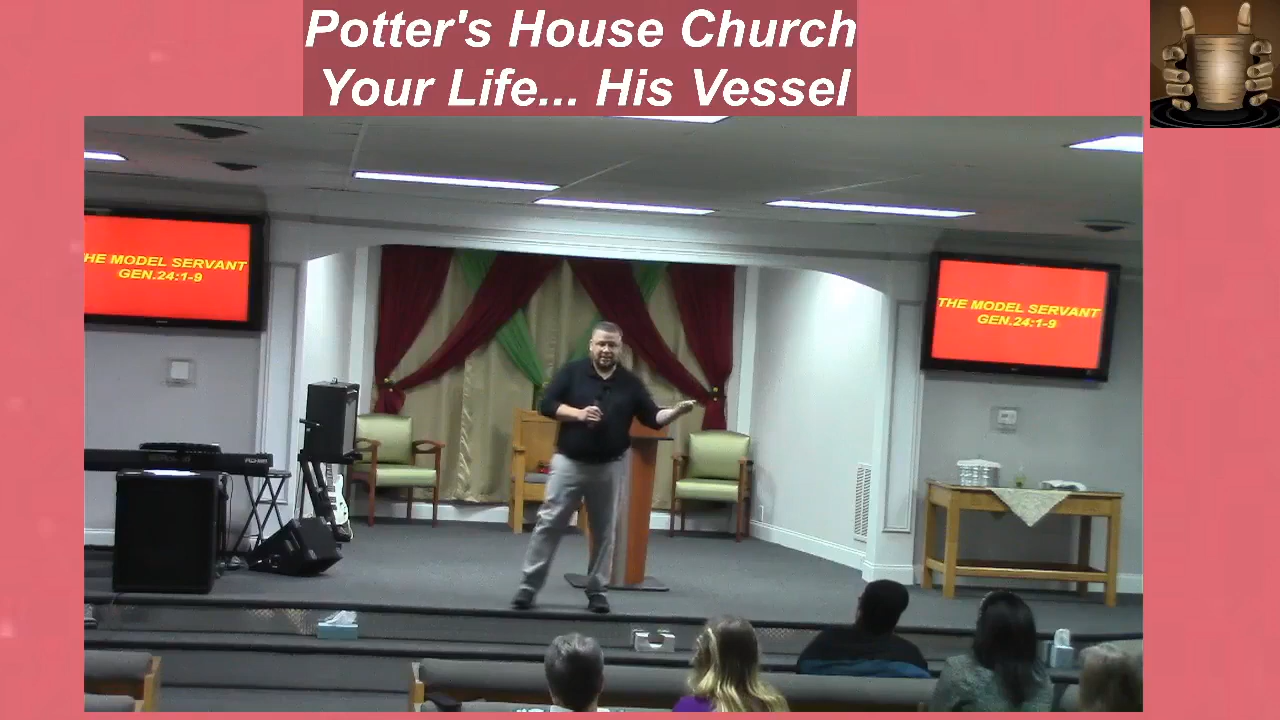 Potter's House Church
Your Life... His Vessel
HE MODEL SERVANT
GEN.24:1-9
THE MODEL SERVANT
GEN.24:1-9